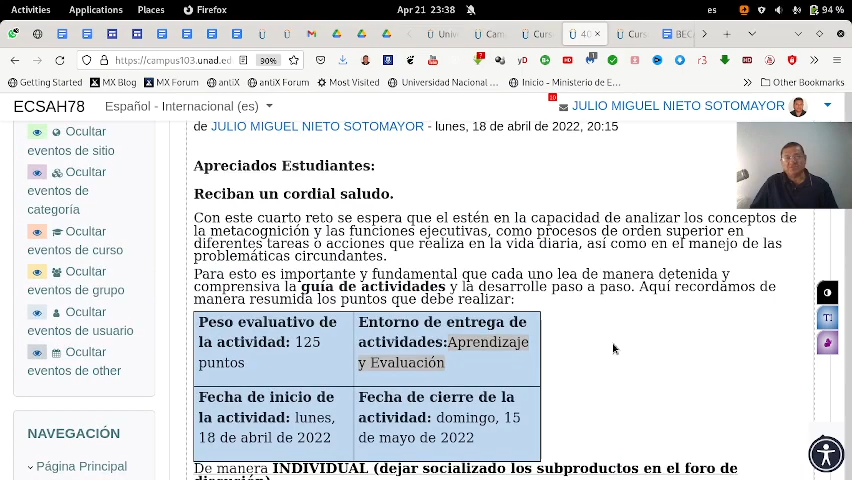 Activities Applications Places Firefox Apr 21 23:38 es 94 %
Univ Cam Curs 40 Curs BEC
https://campus103.unad.ed 90%
Getting Started MX Blog MX Forum antiX antiX Forum Most Visited Universidad Nacional ... Inicio - Ministerio de E... Other Bookmarks
ECSAH78 Español - Internacional (es) 10 JULIO MIGUEL NIETO SOTOMAYOR
de JULIO MIGUEL NIETO SOTOMAYOR - lunes, 18 de abril de 2022, 20:15
Ocultar
eventos de sitio
Ocultar
eventos de
categoría
Ocultar
eventos de curso
Ocultar
eventos de grupo
Ocultar
eventos de usuario
Ocultar
eventos de other
NAVEGACIÓN
Página Principal
Apreciados Estudiantes:
Reciban un cordial saludo.
Con este cuarto reto se espera que el estén en la capacidad de analizar los conceptos de
la metacognición y las funciones ejecutivas, como procesos de orden superior en
diferentes tareas o acciones que realiza en la vida diaria, así como en el manejo de las
problemáticas circundantes.
Para esto es importante y fundamental que cada uno lea de manera detenida y
comprensiva la guía de actividades y la desarrolle paso a paso. Aquí recordamos de
manera resumida los puntos que debe realizar:
Peso evaluativo de
la actividad: 125
puntos
Entorno de entrega de
actividades:Aprendizaje
y Evaluación
Fecha de inicio de
la actividad: lunes,
18 de abril de 2022
Fecha de cierre de la
actividad: domingo, 15
de mayo de 2022
De manera INDIVIDUAL (dejar socializado los subproductos en el foro de
discusión)